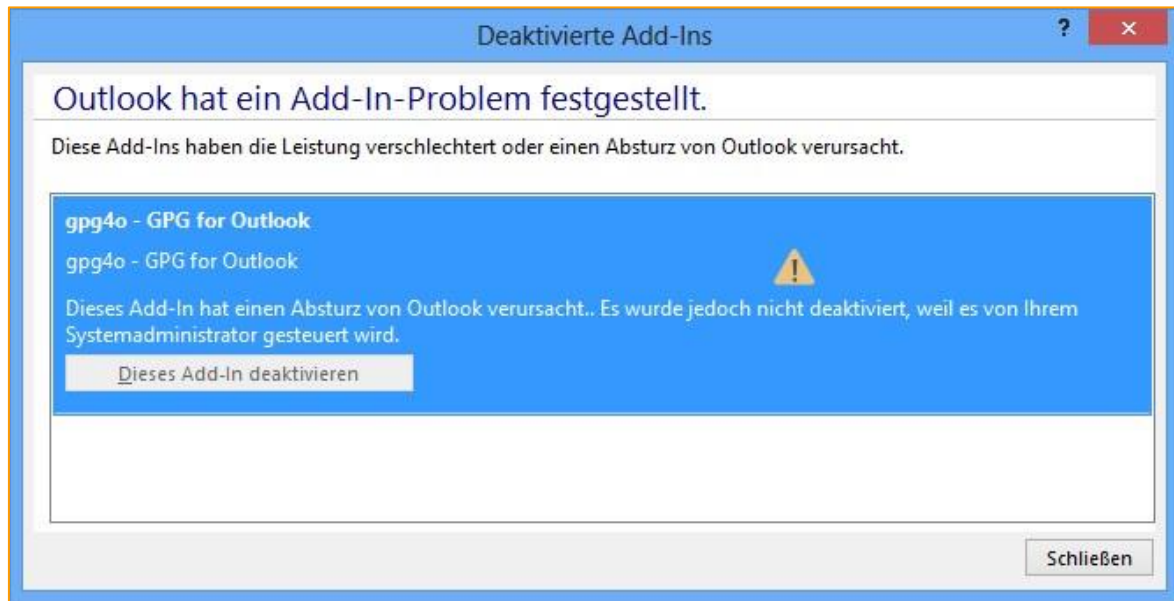 Deaktivierte Add-Ins
? ×
Outlook hat ein Add-In-Problem festgestellt.
Diese Add-Ins haben die Leistung verschlechtert oder einen Absturz von Outlook verursacht.
gpg4o - GPG for Outlook
gpg4o - GPG for Outlook
Dieses Add-In hat einen Absturz von Outlook verursacht.. Es wurde jedoch nicht deaktiviert, weil es von Ihrem
Systemadministrator gesteuert wird.
Dieses Add-In deaktivieren
Schließen